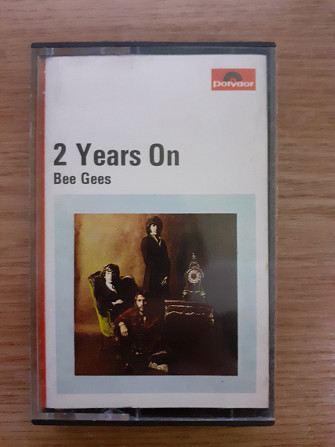 Polydor
2 Years On
Bee Gees